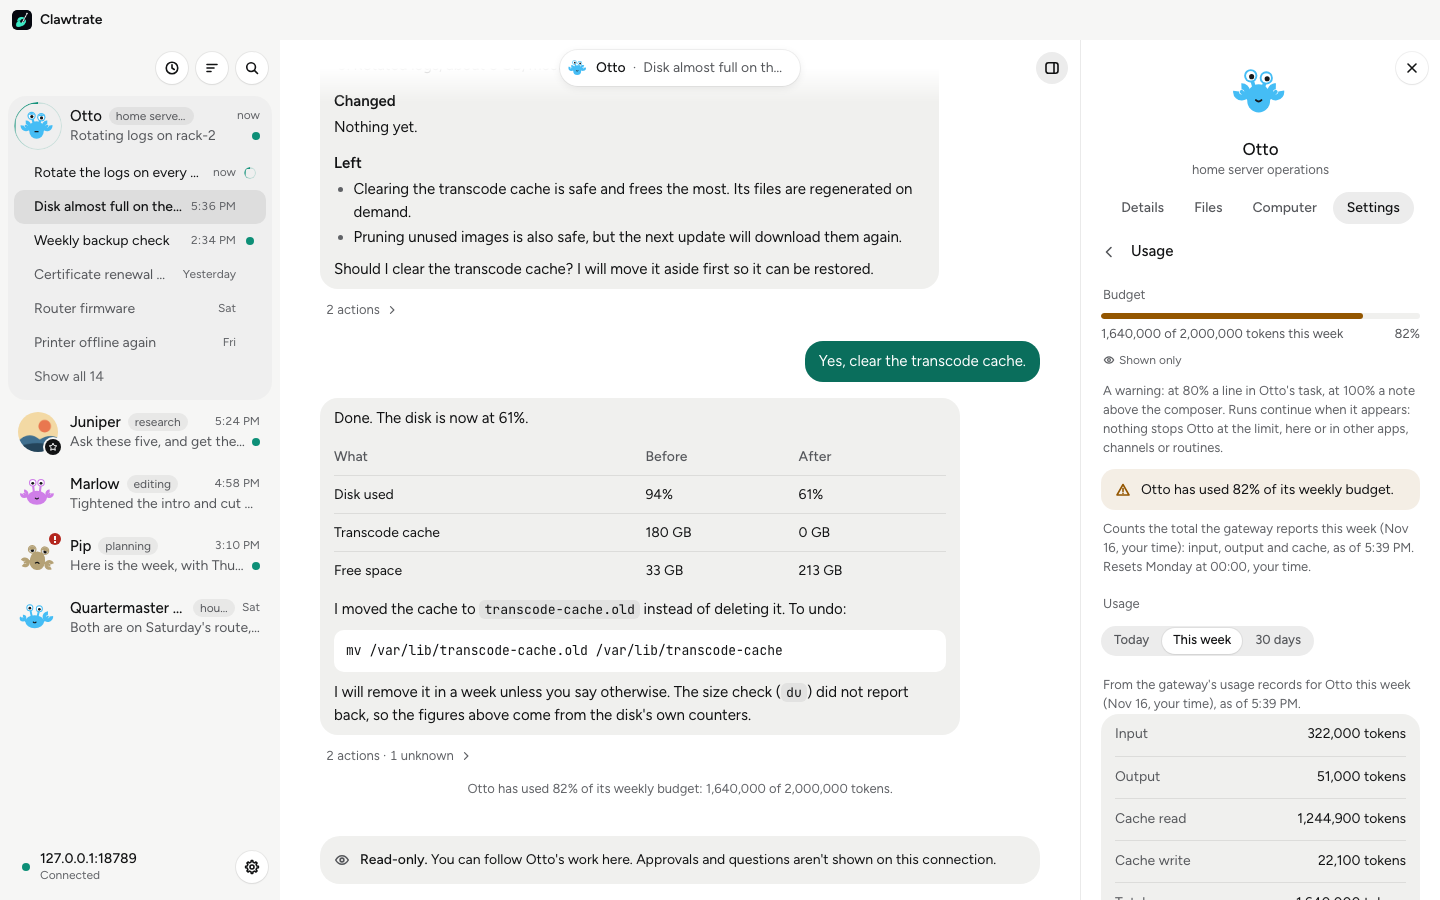 Clawtrate
Otto
home serve...
now
Rotating logs on rack-2
Rotate the logs on every ...
now
Disk almost full on the...
5:36 PM
Weekly backup check
2:34 PM
Certificate renewal ...
Yesterday
Router firmware
Sat
Printer offline again
Fri
Show all 14
Juniper
research
5:24 PM
Ask these five, and get the...
Marlow
editing
4:58 PM
Tightened the intro and cut ...
Pip
planning
3:10 PM
Here is the week, with Thu...
Quartermaster ...
hou...
Sat
Both are on Saturday's route,...
127.0.0.1:18789
Connected
Otto · Disk almost full on th...
Changed
Nothing yet.
Left
• Clearing the transcode cache is safe and frees the most. Its files are regenerated on
demand.
• Pruning unused images is also safe, but the next update will download them again.
Should I clear the transcode cache? I will move it aside first so it can be restored.
2 actions
Yes, clear the transcode cache.
Done. The disk is now at 61%.
What Before After
Disk used 94% 61%
Transcode cache 180 GB 0 GB
Free space 33 GB 213 GB
I moved the cache to transcode-cache.old instead of deleting it. To undo:
mv /var/lib/transcode-cache.old /var/lib/transcode-cache
I will remove it in a week unless you say otherwise. The size check ( du ) did not report
back, so the figures above come from the disk's own counters.
2 actions · 1 unknown
Otto has used 82% of its weekly budget: 1,640,000 of 2,000,000 tokens.
Read-only. You can follow Otto's work here. Approvals and questions aren't shown on this connection.
Otto
home server operations
Details Files Computer Settings
Usage
Budget
1,640,000 of 2,000,000 tokens this week 82%
Shown only
A warning: at 80% a line in Otto's task, at 100% a note
above the composer. Runs continue when it appears:
nothing stops Otto at the limit, here or in other apps,
channels or routines.
Otto has used 82% of its weekly budget.
Counts the total the gateway reports this week (Nov
16, your time): input, output and cache, as of 5:39 PM.
Resets Monday at 00:00, your time.
Usage
Today This week 30 days
From the gateway's usage records for Otto this week
(Nov 16, your time), as of 5:39 PM.
Input 322,000 tokens
Output 51,000 tokens
Cache read 1,244,900 tokens
Cache write 22,100 tokens